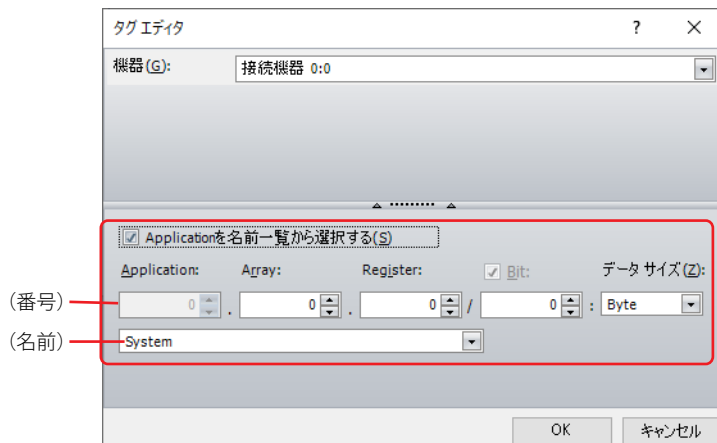 タグ エディタ ? ×
機器(G): 接続機器 0:0
Applicationを名前一覧から選択する(S)
Application: Array: Register: Bit: データ サイズ(Z):
(番号) 0 . 0 . 0 / 0 : Byte
(名前) System
OK キャンセル